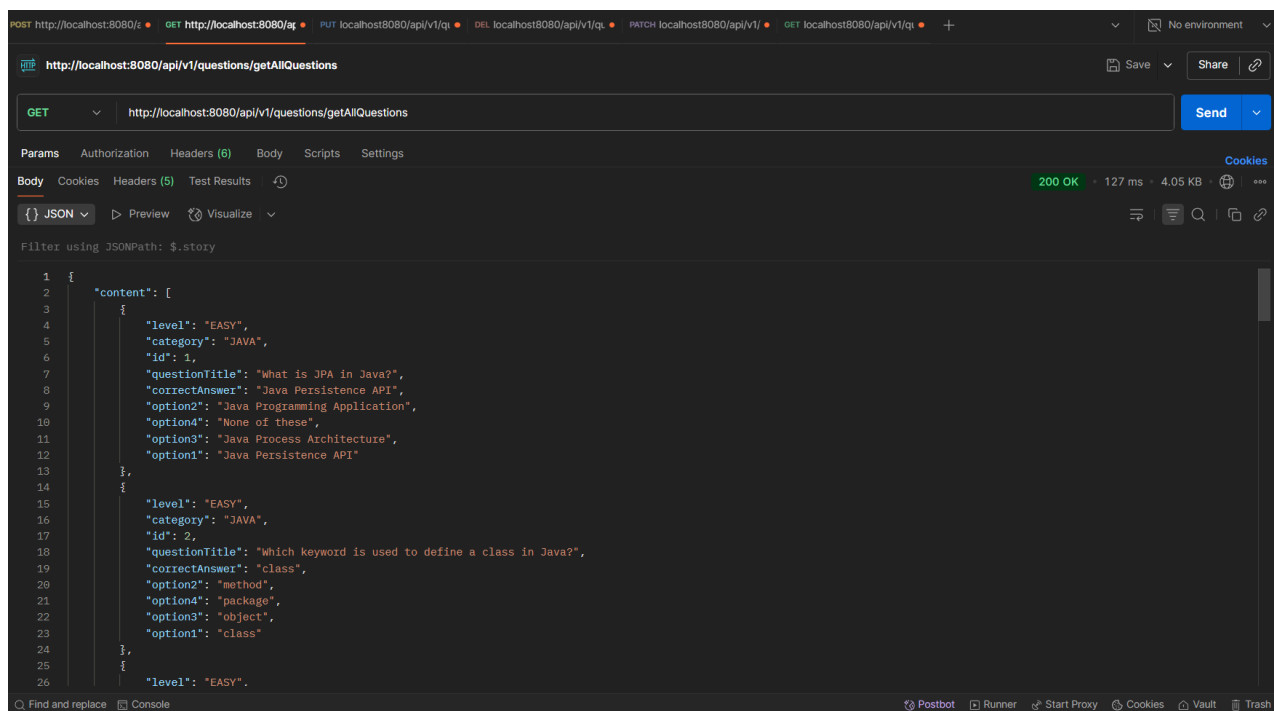 POST http://localhost:8080/a GET http://localhost:8080/ap PUT localhost8080/api/v1/qu DEL localhost8080/api/v1/qu. PATCH localhost8080/api/v1/ GET localhost8080/api/v1/qu + No environment
HTTP http://localhost:8080/api/v1/questions/getAllQuestions Save Share
GET http://localhost:8080/api/v1/questions/getAllQuestions Send
Params Authorization Headers (6) Body Scripts Settings Cookies
Body Cookies Headers (5) Test Results 200 OK • 127 ms • 4.05 KB
{} JSON Preview Visualize
Filter using JSONPath: $.story
1 {
2 "content": [
3 {
4 "level": "EASY",
5 "category": "JAVA",
6 "id": 1,
7 "questionTitle": "What is JPA in Java?",
8 "correctAnswer": "Java Persistence API",
9 "option2": "Java Programming Application",
10 "option4": "None of these",
11 "option3": "Java Process Architecture",
12 "option1": "Java Persistence API"
13 },
14 {
15 "level": "EASY",
16 "category": "JAVA",
17 "id": 2,
18 "questionTitle": "Which keyword is used to define a class in Java?",
19 "correctAnswer": "class",
20 "option2": "method",
21 "option4": "package",
22 "option3": "object",
23 "option1": "class"
24 },
25 {
26 "level": "EASY",
Find and replace Console Postbot Runner Start Proxy Cookies Vault Trash